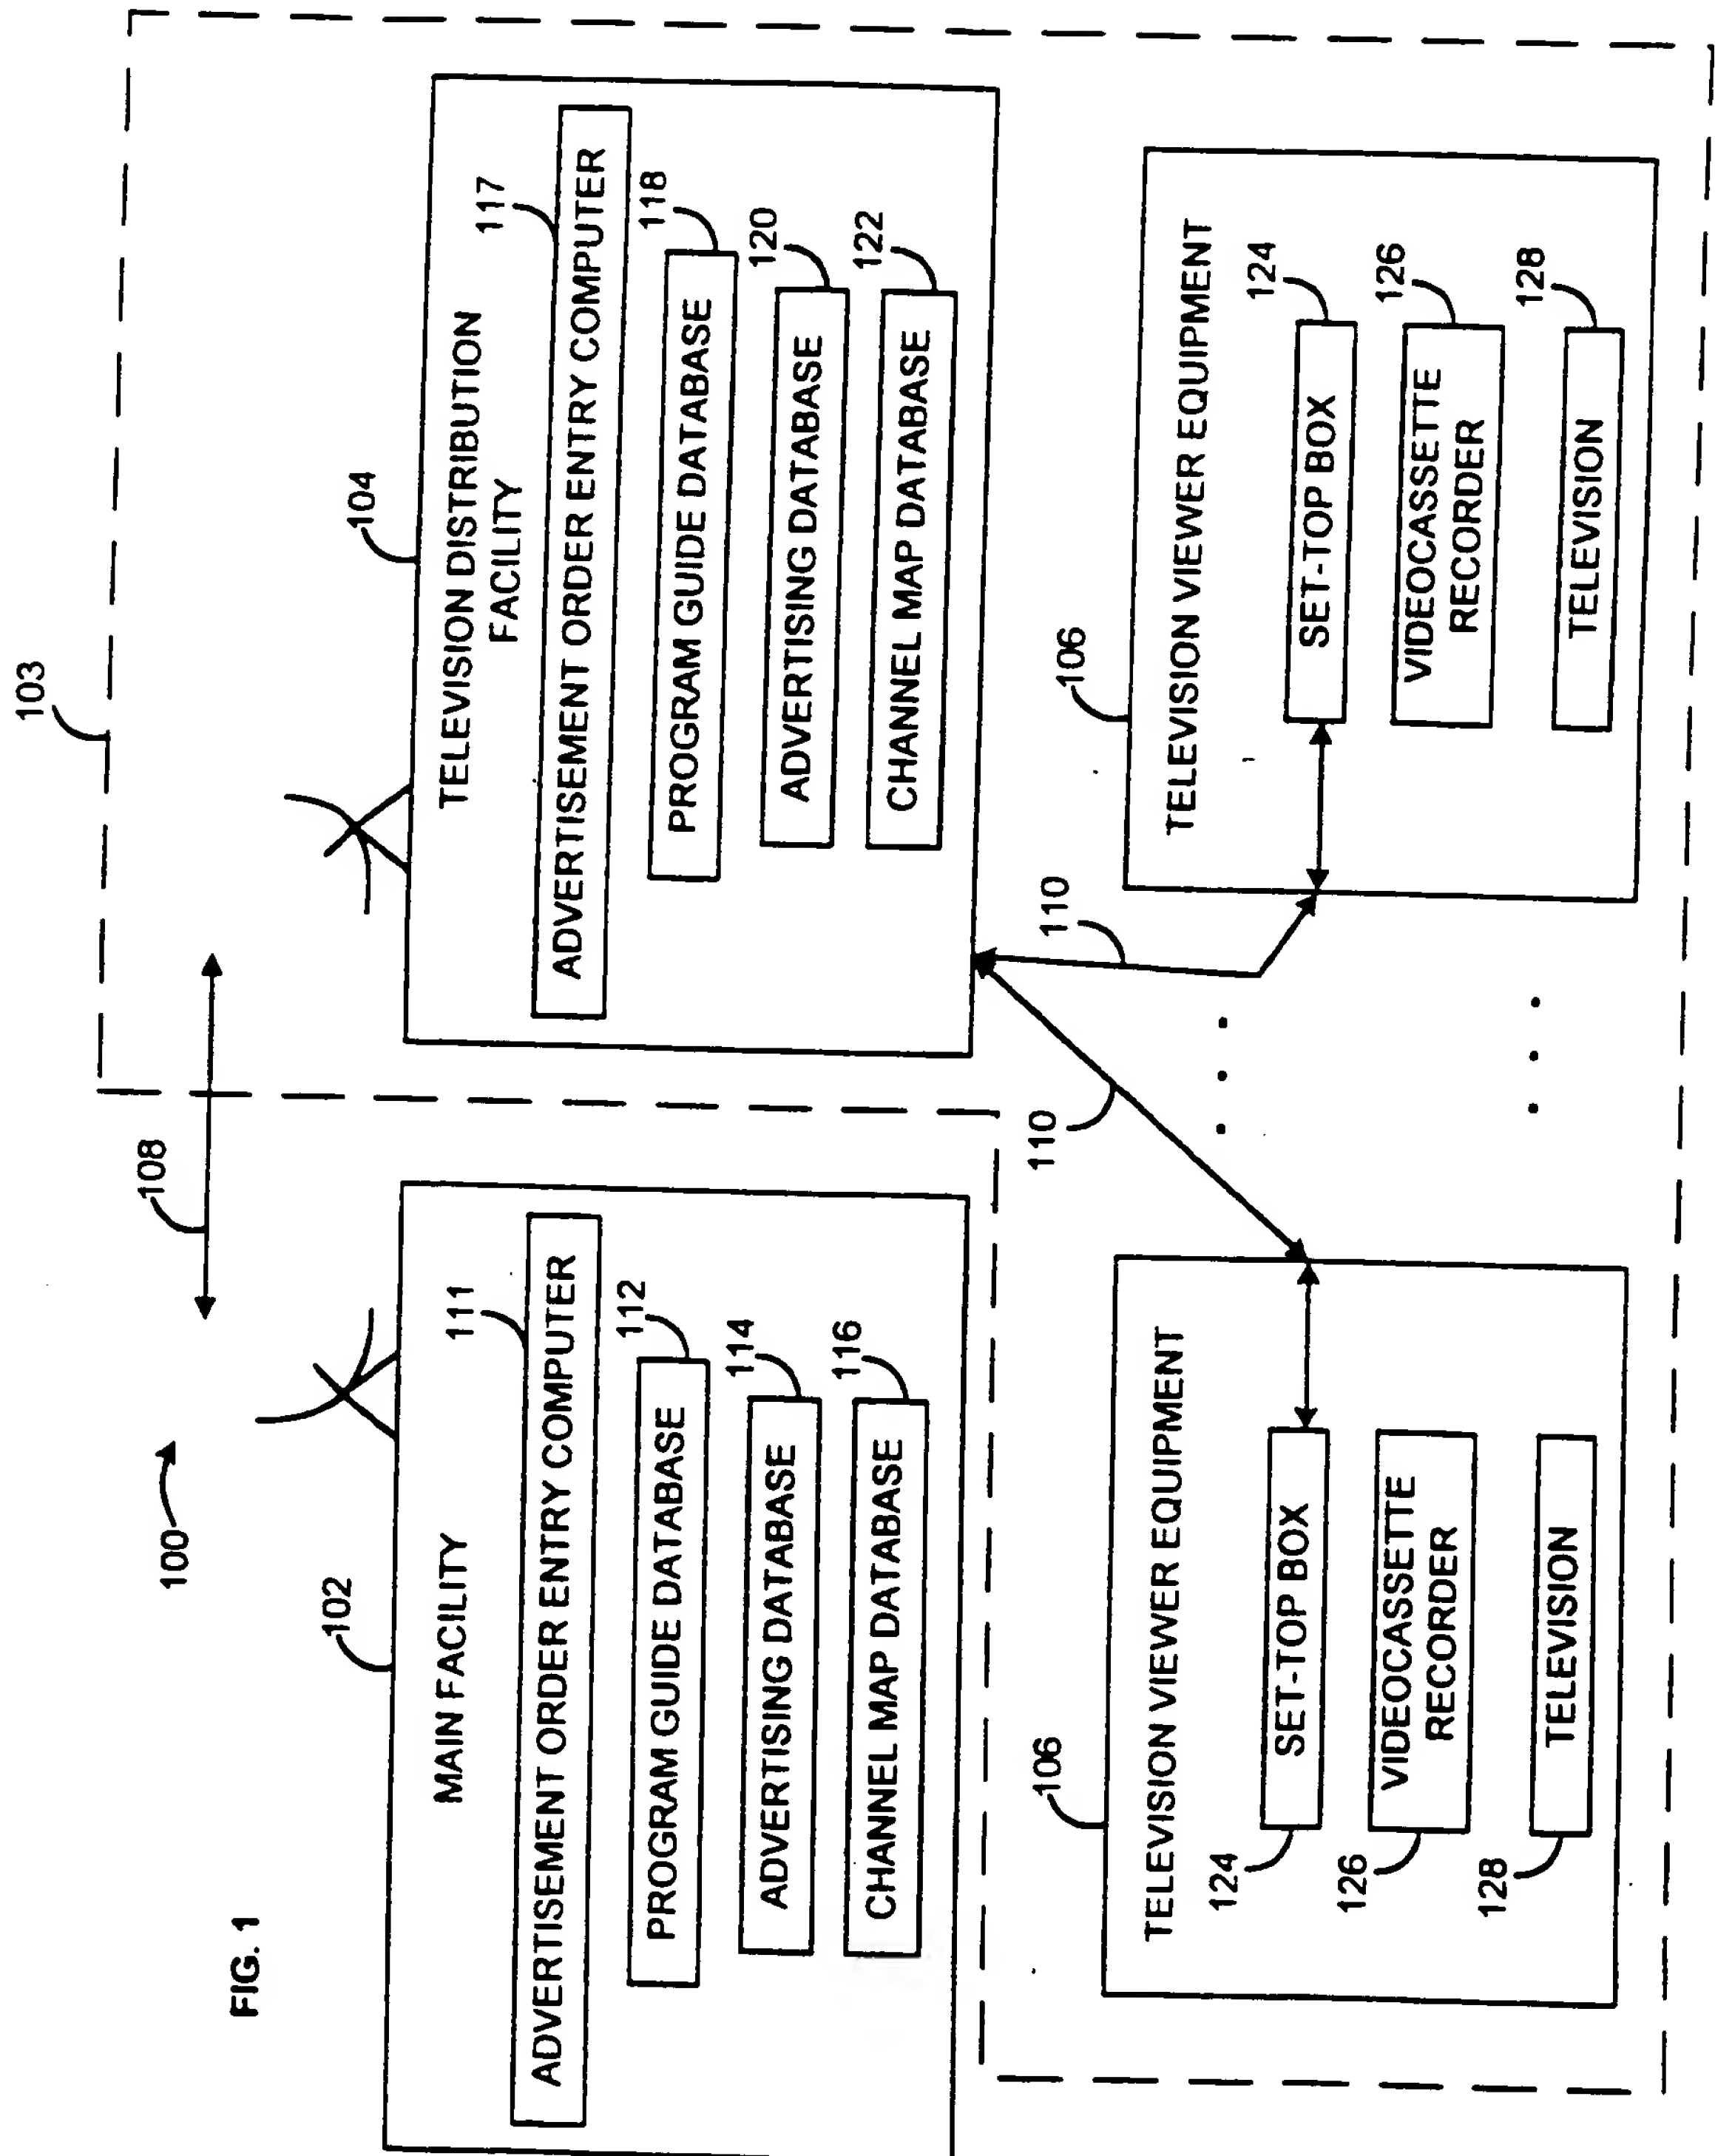 FIG. 1
100
108
103
102
MAIN FACILITY
111
ADVERTISEMENT ORDER ENTRY COMPUTER
112
PROGRAM GUIDE DATABASE
114
ADVERTISING DATABASE
116
CHANNEL MAP DATABASE
104
TELEVISION DISTRIBUTION
FACILITY
117
ADVERTISEMENT ORDER ENTRY COMPUTER
118
PROGRAM GUIDE DATABASE
120
ADVERTISING DATABASE
122
CHANNEL MAP DATABASE
110
110
106
TELEVISION VIEWER EQUIPMENT
124
SET-TOP BOX
126
VIDEOCASSETTE
RECORDER
128
TELEVISION
106
TELEVISION VIEWER EQUIPMENT
124
SET-TOP BOX
126
VIDEOCASSETTE
RECORDER
128
TELEVISION